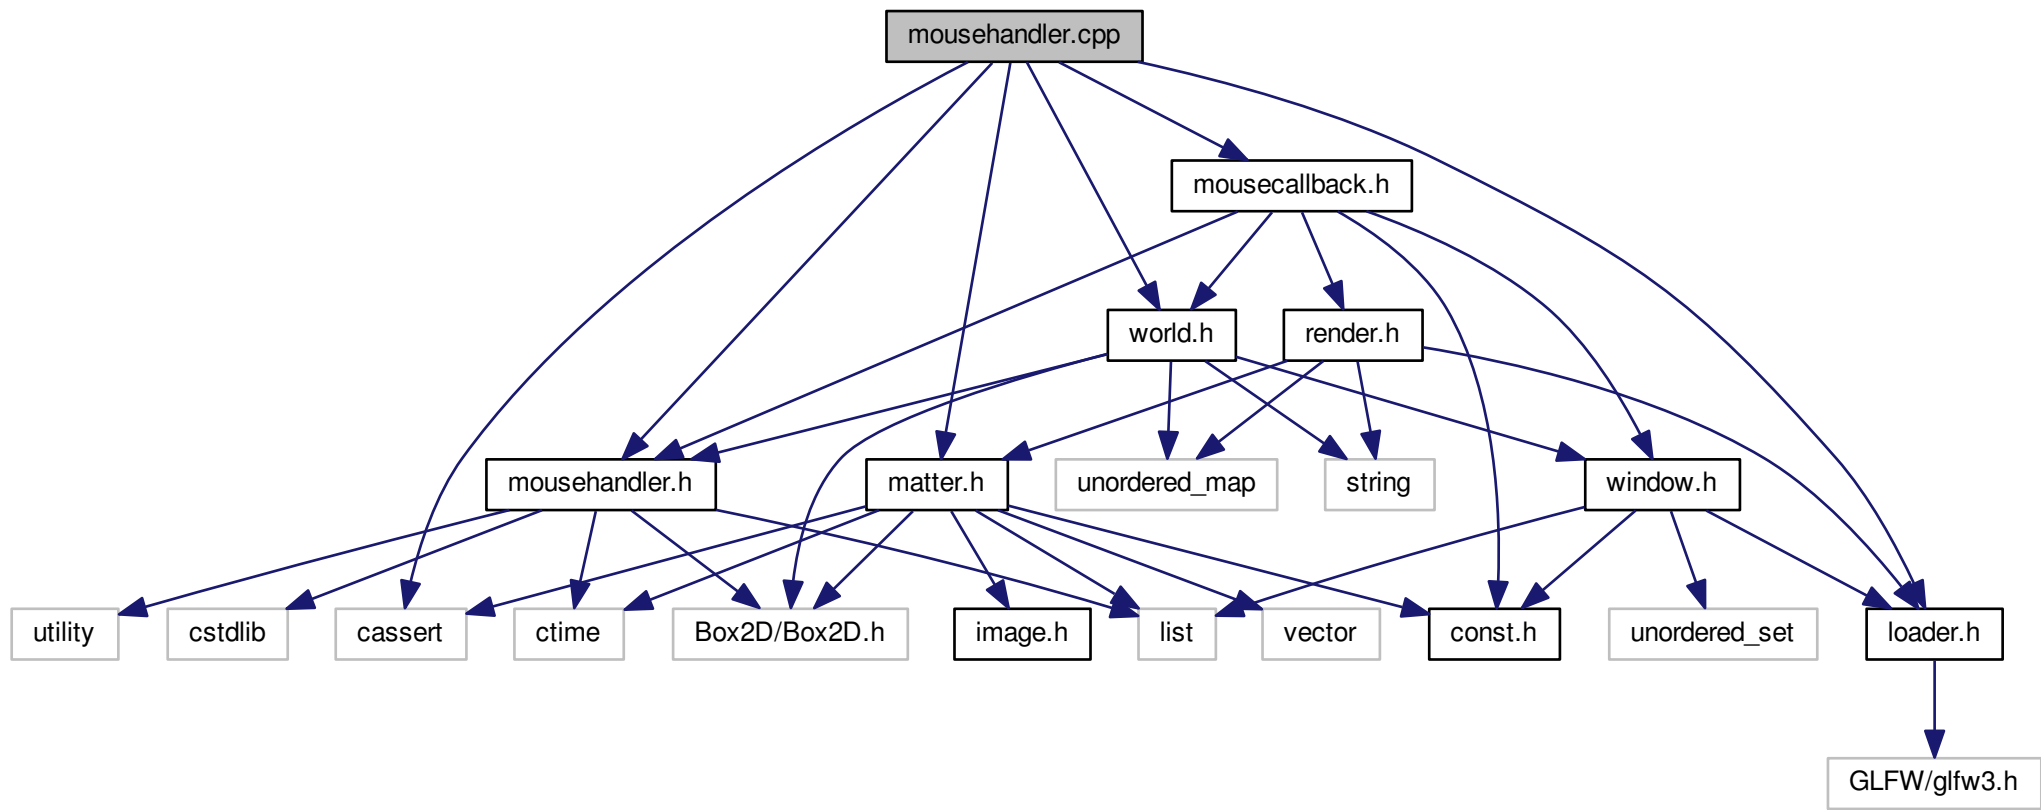 mousehandler.cpp
mousecallback.h
world.h
render.h
mousehandler.h
matter.h
unordered_map
string
window.h
utility
cstdlib
cassert
ctime
Box2D/Box2D.h
image.h
list
vector
const.h
unordered_set
loader.h
GLFW/glfw3.h